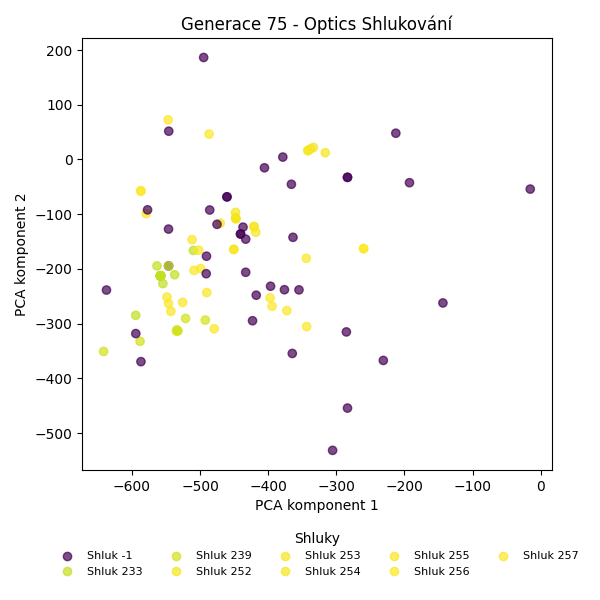 Generace 75 - Optics Shlukování
200
100
0
−100
−200
−300
−400
−500
PCA komponent 2
−600 −500 −400 −300 −200 −100 0
PCA komponent 1
Shluky
Shluk -1 Shluk 239 Shluk 253 Shluk 255 Shluk 257
Shluk 233 Shluk 252 Shluk 254 Shluk 256